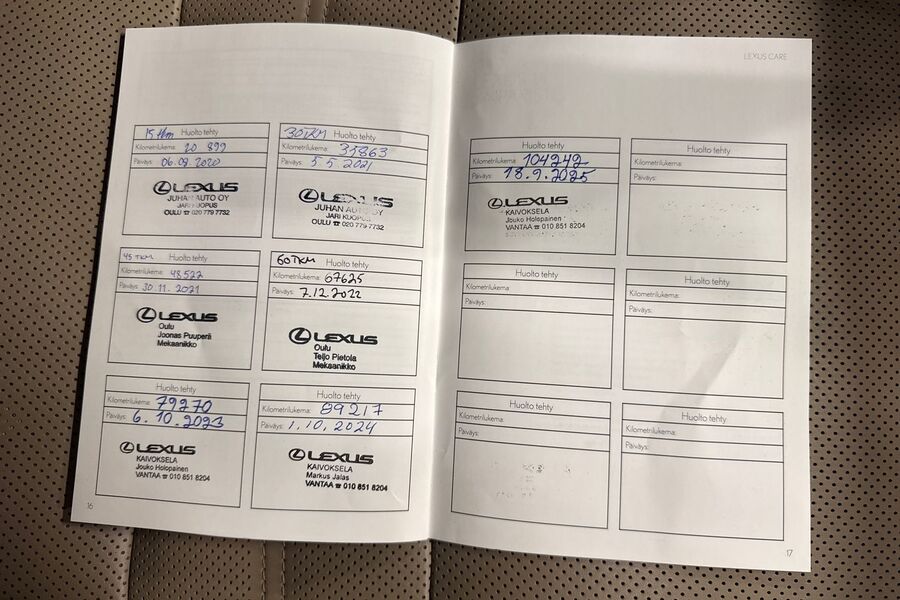 15 tkm Huolto tehty
Kilometrilukema: 20 899
Päiväys: 06.08.2020
LEXUS
JUHAN AUTO OY
JARI KUOPUS
OULU ☎ 020 779 7732
30TKM Huolto tehty
Kilometrilukema: 35863
Päiväys: 5 5 2021
LEXUS
JUHAN AUTO OY
JARI KUOPUS
OULU ☎ 020 779 7732
45 TKM Huolto tehty
Kilometrilukema: 48522
Päiväys: 30.11.2021
LEXUS
Oulu
Joonas Puuperä
Mekaanikko
60TKM Huolto tehty
Kilometrilukema: 67625
Päiväys: 7.12.2022
LEXUS
Oulu
Teijo Pietola
Mekaanikko
Huolto tehty
Kilometrilukema: 79270
Päiväys: 6.10.2023
LEXUS
KAIVOKSELA
Jouko Holopainen
VANTAA ☎ 010 851 8204
Huolto tehty
Kilometrilukema: 89217
Päiväys: 1.10.2024
LEXUS
KAIVOKSELA
Markus Jalas
VANTAA ☎ 010 851 8204
16
LEXUS CARE
Huolto tehty
Kilometrilukema: 104242
Päiväys: 18.9.2025
LEXUS
KAIVOKSELA
Jouko Holopainen
VANTAA ☎ 010 851 8204
Huolto tehty
Kilometrilukema:
Päiväys:
Huolto tehty
Kilometrilukema:
Päiväys:
Huolto tehty
Kilometrilukema:
Päiväys:
Huolto tehty
Kilometrilukema:
Päiväys:
Huolto tehty
Kilometrilukema:
Päiväys:
17